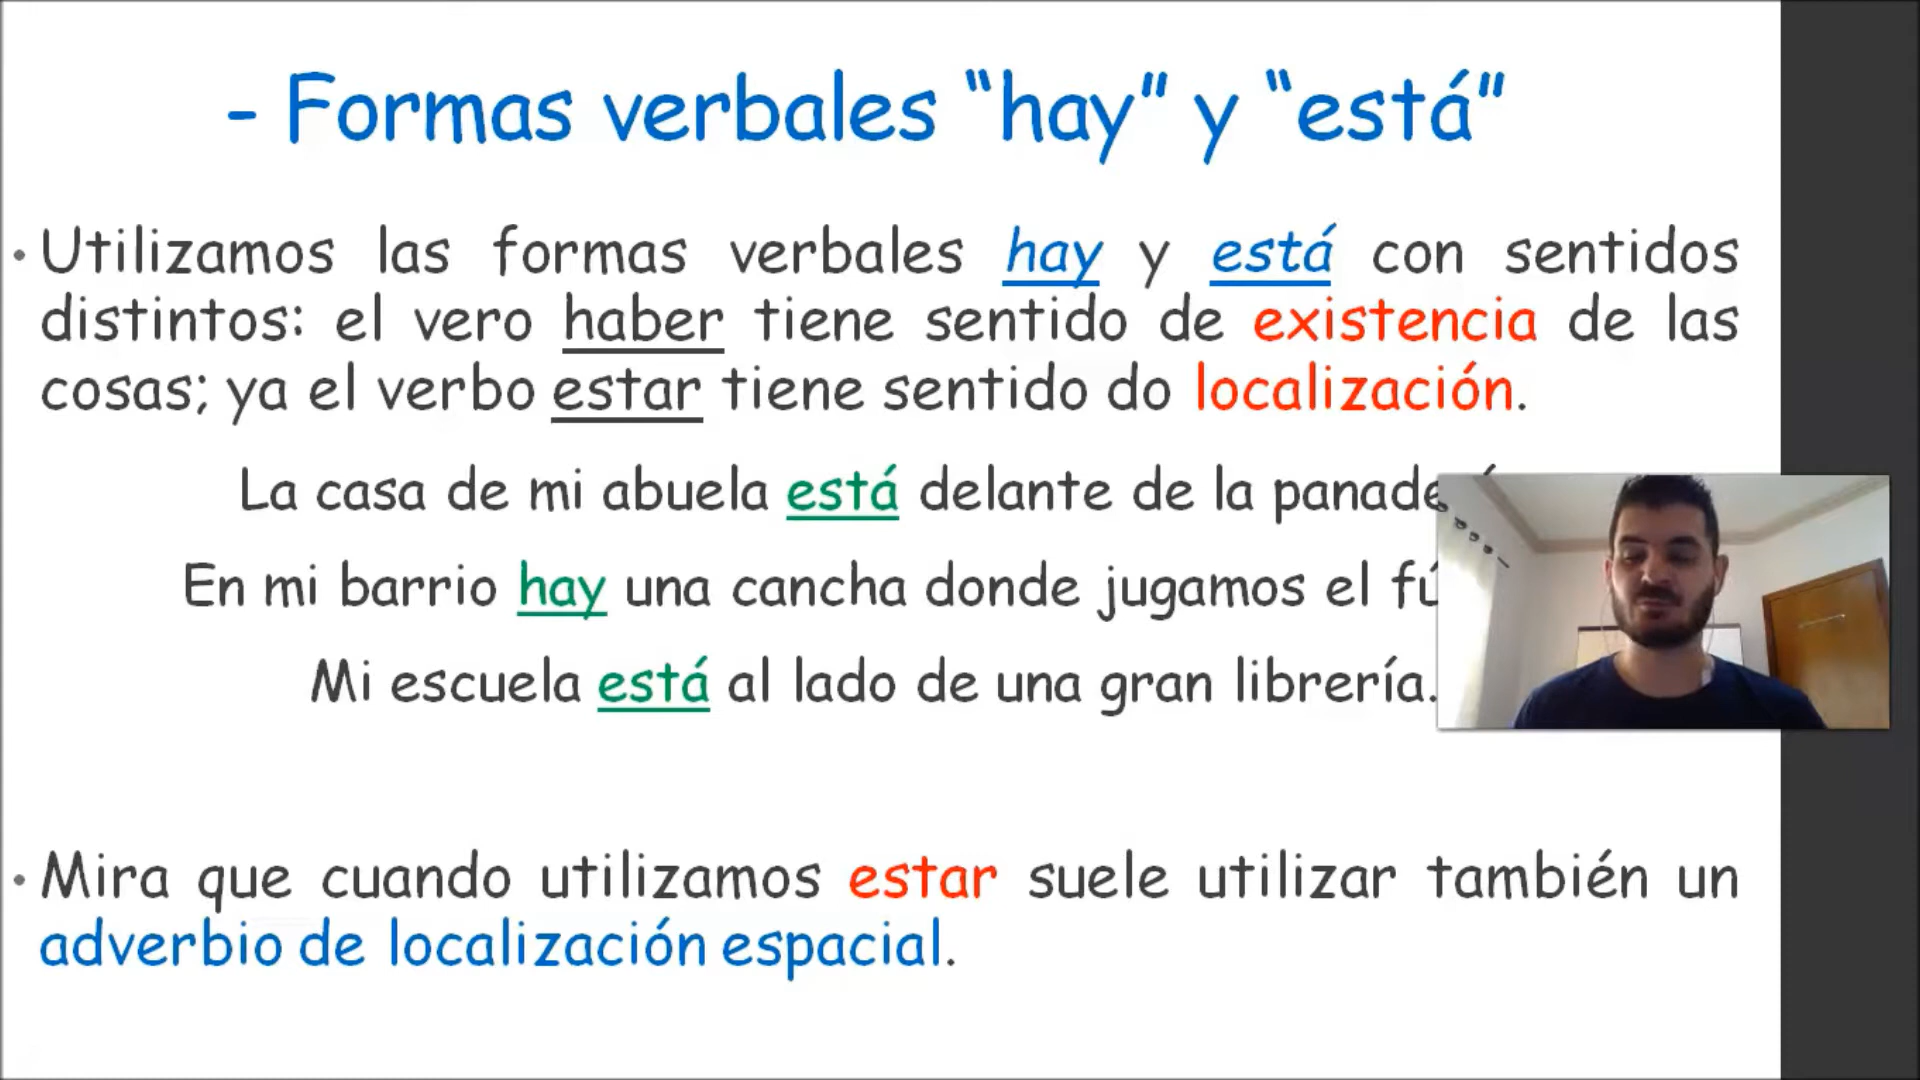 - Formas verbales “hay” y “está”
• Utilizamos las formas verbales hay y está con sentidos
distintos: el vero haber tiene sentido de existencia de las
cosas; ya el verbo estar tiene sentido do localización.
La casa de mi abuela está delante de la
En mi barrio hay una cancha donde jugamos el
Mi escuela está al lado de una gran librería.
• Mira que cuando utilizamos estar suele utilizar también un
adverbio de localización espacial.